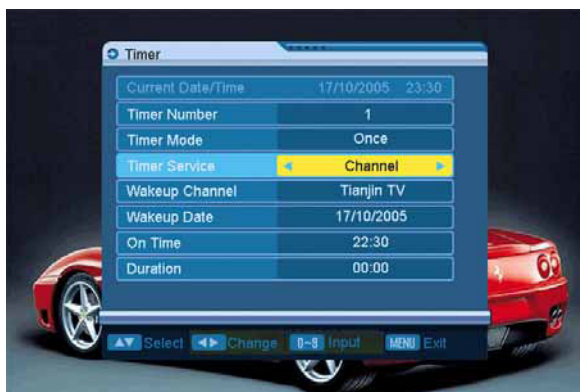 Timer
Current Date/Time 17/10/2005 23:30
Timer Number 1
Timer Mode Once
Timer Service Channel
Wakeup Channel Tianjin TV
Wakeup Date 17/10/2005
On Time 22:30
Duration 00:00
Select Change 0~9 Input MENU Exit